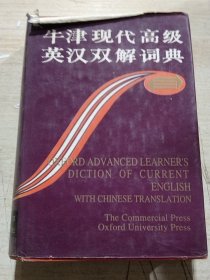 牛津现代高级
英汉双解词典
OXFORD ADVANCED LEARNER'S
DICTION OF CURRENT
ENGLISH
WITH CHINESE TRANSLATION
The Commercial Press
Oxford University Press